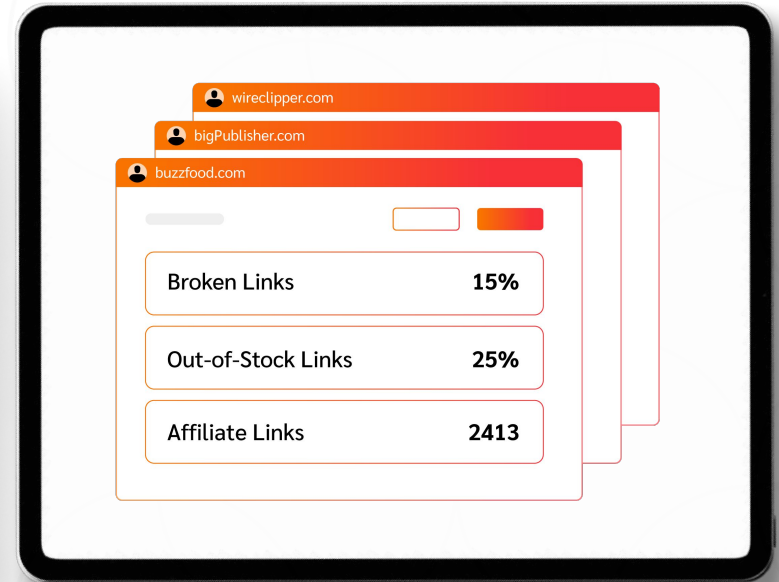 wireclipper.com
bigPublisher.com
buzzfood.com
Broken Links 15%
Out-of-Stock Links 25%
Affiliate Links 2413